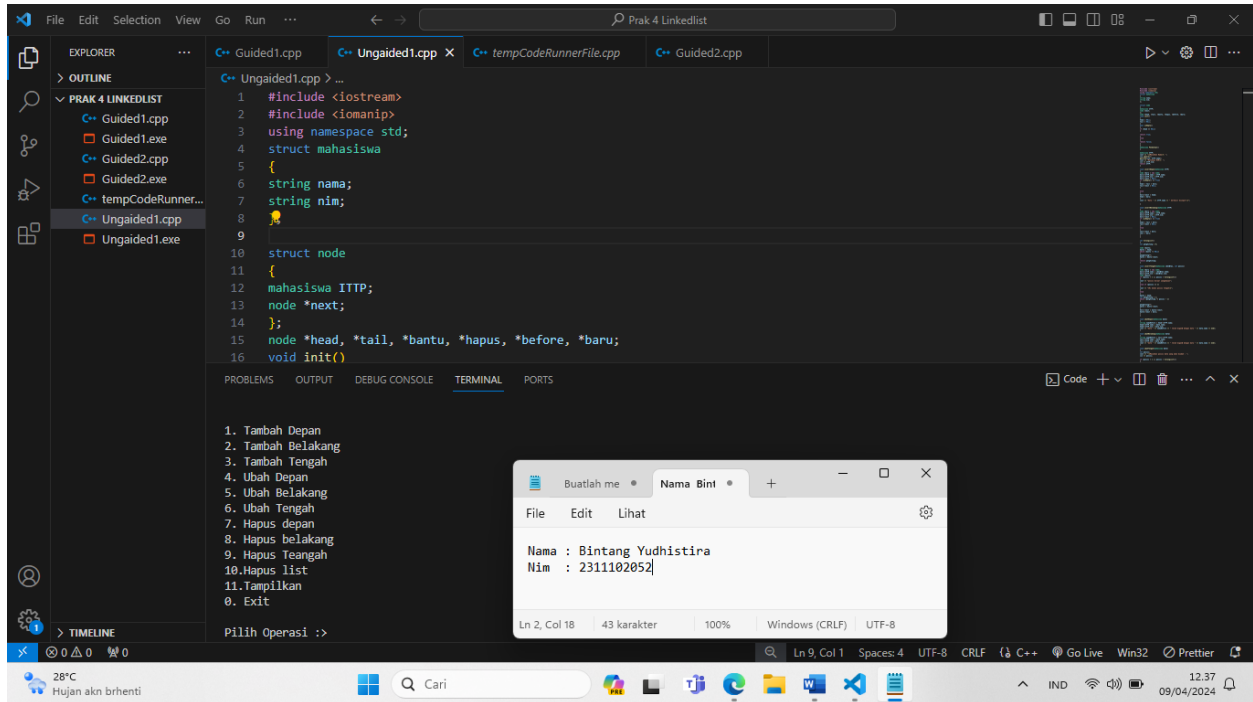 File Edit Selection View Go Run ··· Prak 4 Linkedlist
EXPLORER ···
OUTLINE
PRAK 4 LINKEDLIST
Guided1.cpp
Guided1.exe
Guided2.cpp
Guided2.exe
tempCodeRunner...
Ungaided1.cpp
Ungaided1.exe
TIMELINE
Guided1.cpp Ungaided1.cpp tempCodeRunnerFile.cpp Guided2.cpp
Ungaided1.cpp > ...
1 #include <iostream>
2 #include <iomanip>
3 using namespace std;
4 struct mahasiswa
5 {
6 string nama;
7 string nim;
8
9
10 struct node
11 {
12 mahasiswa ITTP;
13 node *next;
14 };
15 node *head, *tail, *bantu, *hapus, *before, *baru;
16 void init()
PROBLEMS OUTPUT DEBUG CONSOLE TERMINAL PORTS Code
1. Tambah Depan
2. Tambah Belakang
3. Tambah Tengah
4. Ubah Depan
5. Ubah Belakang
6. Ubah Tengah
7. Hapus depan
8. Hapus belakang
9. Hapus Teangah
10.Hapus list
11.Tampilkan
0. Exit
Pilih Operasi :>
Buatlah me Nama Bint
File Edit Lihat
Nama : Bintang Yudhistira
Nim : 2311102052
Ln 2, Col 18 43 karakter 100% Windows (CRLF) UTF-8
1
0 0 0 Ln 9, Col 1 Spaces: 4 UTF-8 CRLF C++ Go Live Win32 Prettier
28°C
Hujan akn brhenti
Cari
PRE
IND
12.37
09/04/2024